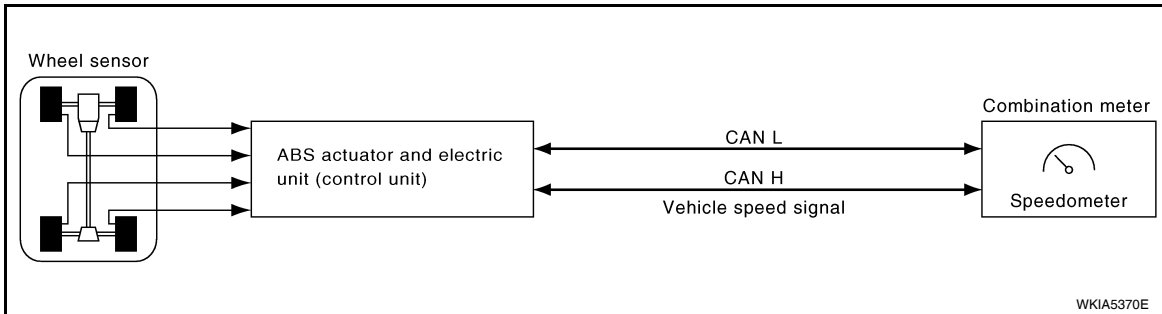 Wheel sensor
ABS actuator and electric
unit (control unit)
CAN L
CAN H
Vehicle speed signal
Combination meter
Speedometer
WKIA5370E